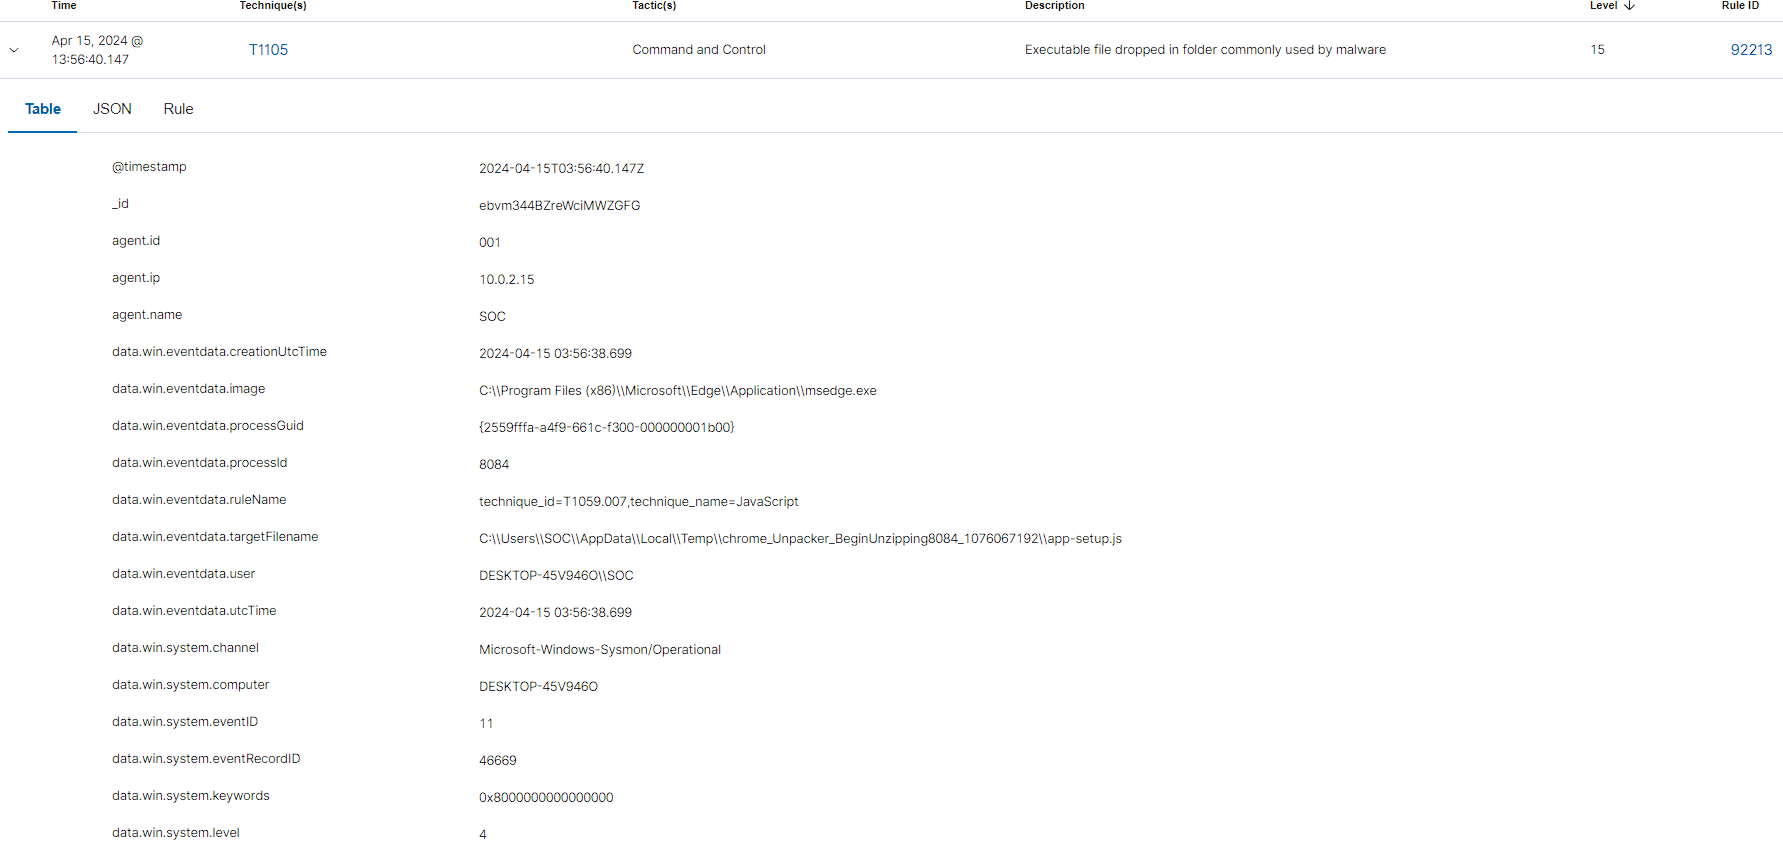 Time Technique(s) Tactic(s) Description Level Rule ID
Apr 15, 2024 @ 13:56:40.147 T1105 Command and Control Executable file dropped in folder commonly used by malware 15 92213
Table JSON Rule
@timestamp 2024-04-15T03:56:40.147Z
_id ebvm344BZreWciMWZGFG
agent.id 001
agent.ip 10.0.2.15
agent.name SOC
data.win.eventdata.creationUtcTime 2024-04-15 03:56:38.699
data.win.eventdata.image C:\\Program Files (x86)\\Microsoft\\Edge\\Application\\msedge.exe
data.win.eventdata.processGuid {2559fffa-a4f9-661c-f300-000000001b00}
data.win.eventdata.processId 8084
data.win.eventdata.ruleName technique_id=T1059.007,technique_name=JavaScript
data.win.eventdata.targetFilename C:\\Users\\SOC\\AppData\\Local\\Temp\\chrome_Unpacker_BeginUnzipping8084_1076067192\\app-setup.js
data.win.eventdata.user DESKTOP-45V946O\\SOC
data.win.eventdata.utcTime 2024-04-15 03:56:38.699
data.win.system.channel Microsoft-Windows-Sysmon/Operational
data.win.system.computer DESKTOP-45V946O
data.win.system.eventID 11
data.win.system.eventRecordID 46669
data.win.system.keywords 0x8000000000000000
data.win.system.level 4